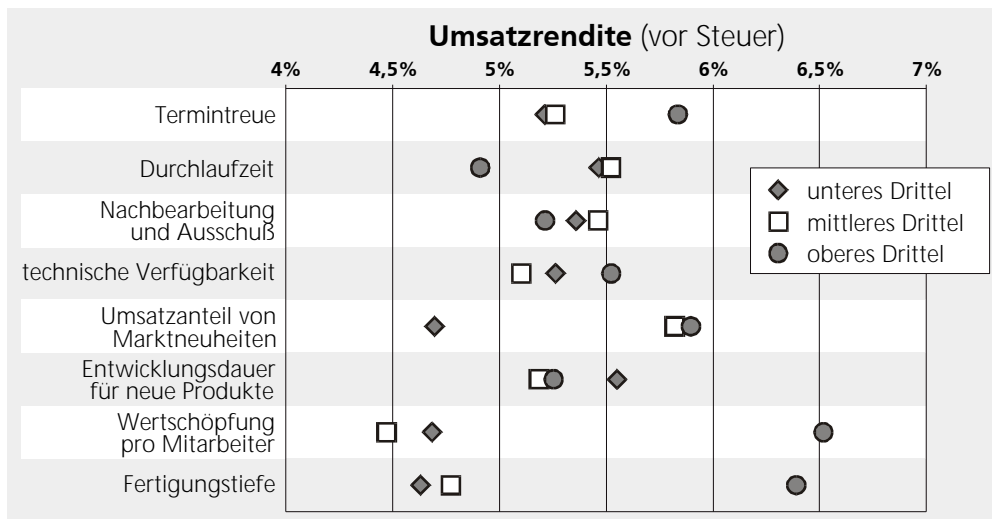 Umsatzrendite (vor Steuer)
4% 4,5% 5% 5,5% 6% 6,5% 7%
Termintreue
Durchlaufzeit
Nachbearbeitung
und Ausschuß
technische Verfügbarkeit
Umsatzanteil von
Marktneuheiten
Entwicklungsdauer
für neue Produkte
Wertschöpfung
pro Mitarbeiter
Fertigungstiefe
unteres Drittel
mittleres Drittel
oberes Drittel